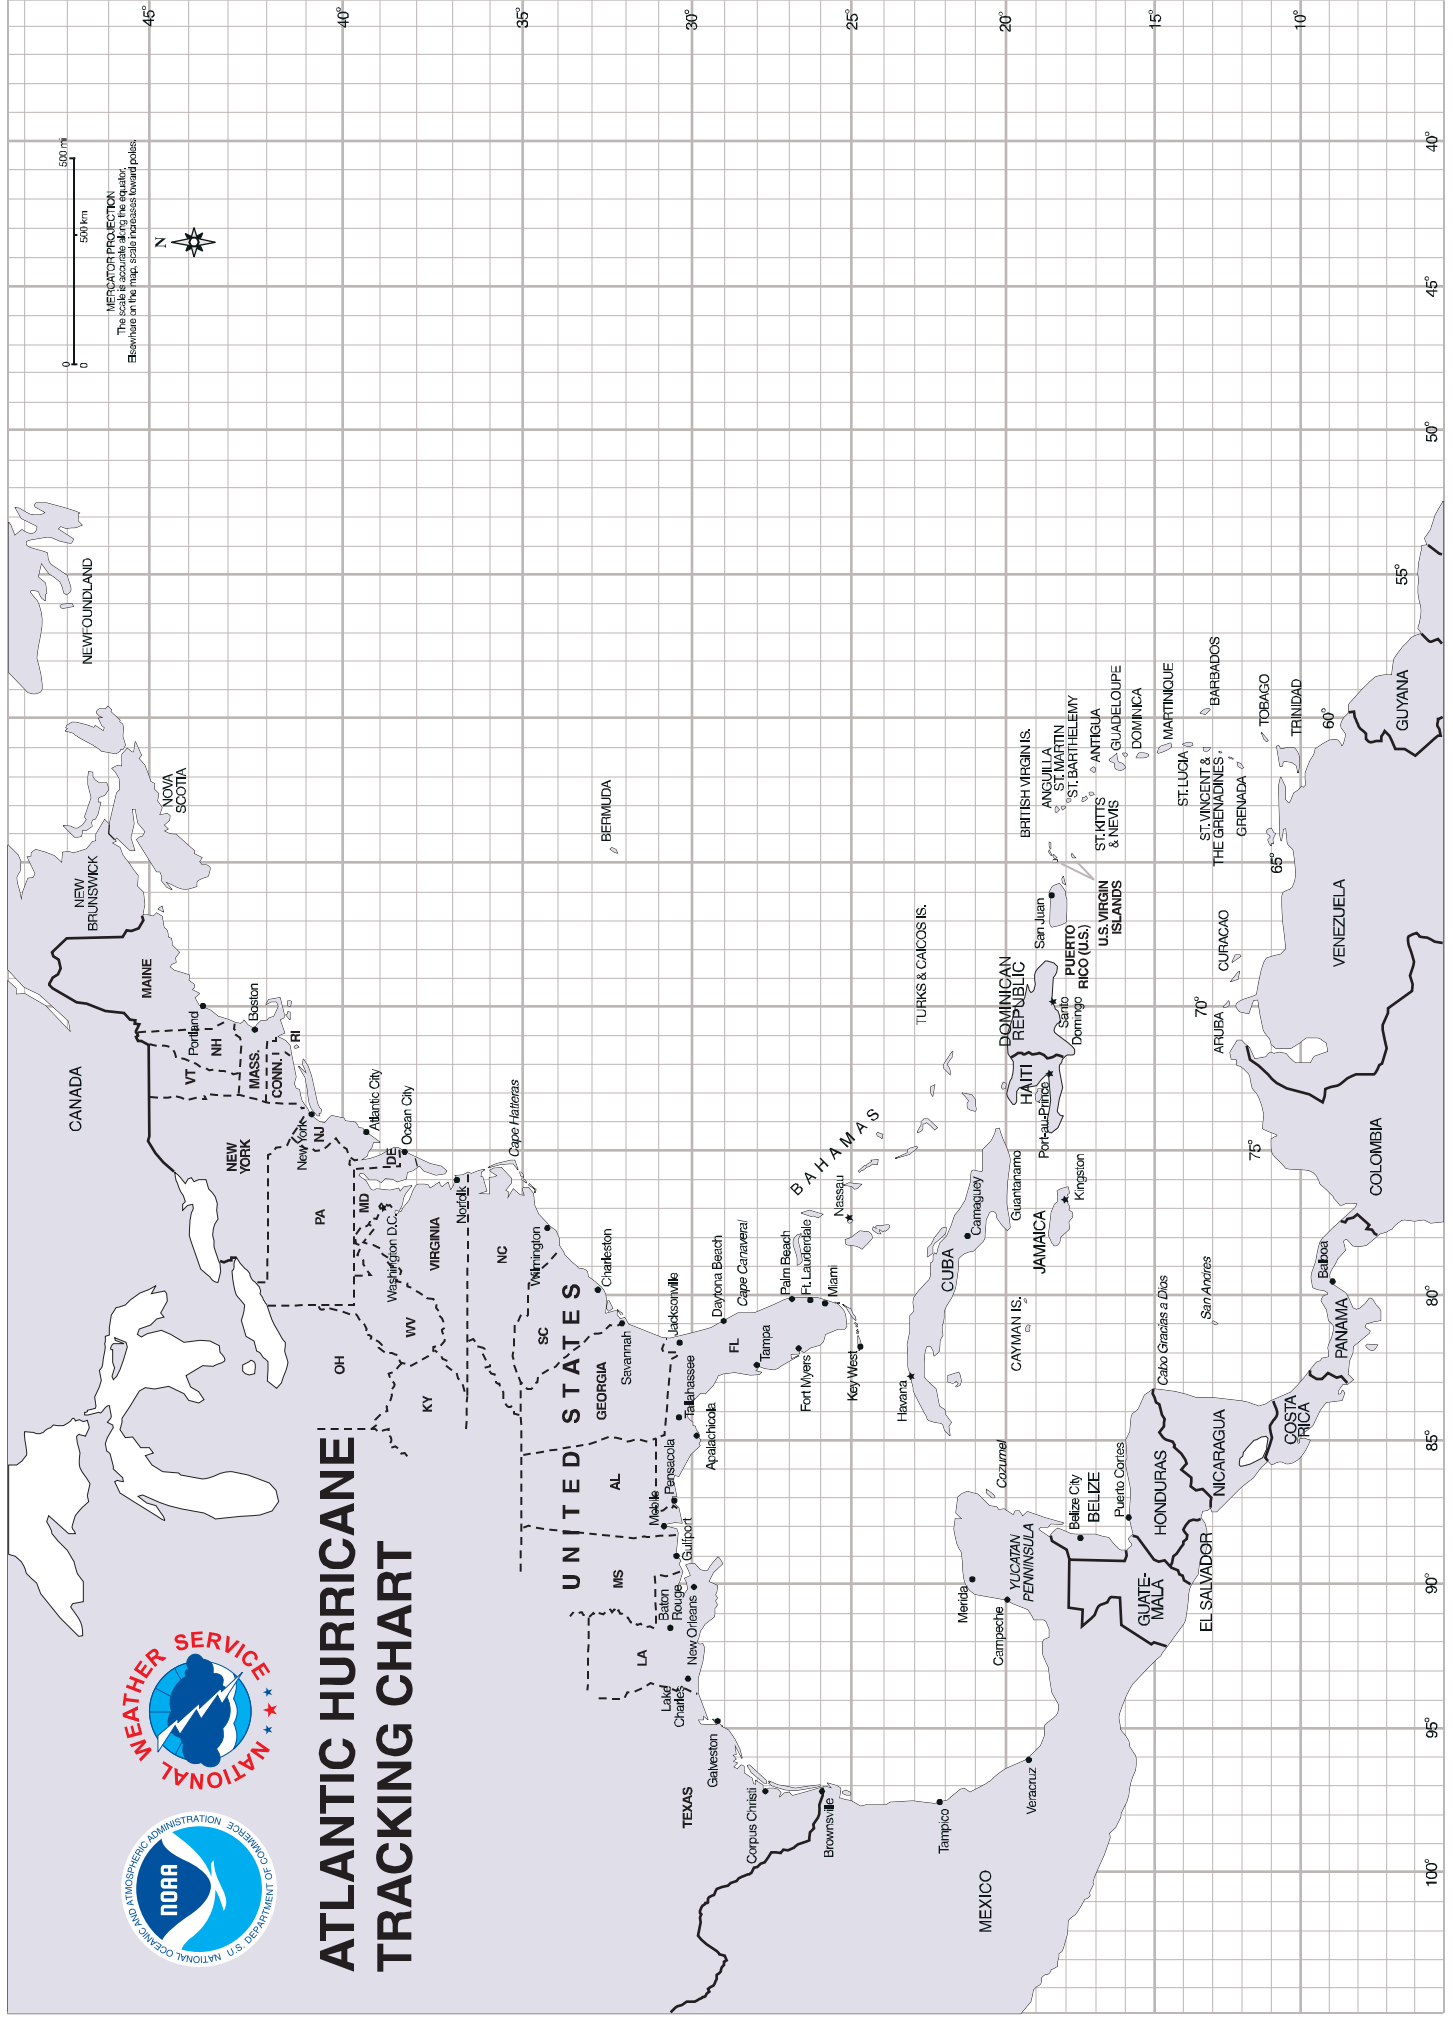 NATIONAL OCEANIC AND ATMOSPHERIC ADMINISTRATION
U.S. DEPARTMENT OF COMMERCE
NOAA
NATIONAL WEATHER SERVICE
ATLANTIC HURRICANE
TRACKING CHART
0
500 mi
0
500 km
MERCATOR PROJECTION
The scale is accurate along the equator.
Elsewhere on the map, scale increases toward poles.
N
CANADA
NEW
BRUNSWICK
NOVA
SCOTIA
NEWFOUNDLAND
MAINE
Portland
VT
NH
Boston
MASS.
CONN.
RI
NEW
YORK
New York
NJ
PA
Atlantic City
Ocean City
DE
MD
Washington D.C.
OH
WV
VIRGINIA
KY
Norfolk
Cape Hatteras
NC
Wilmington
SC
Charleston
UNITED STATES
GEORGIA
Savannah
AL
MS
LA
TEXAS
Jacksonville
Tallahassee
Apalachicola
Pensacola
Mobile
Gulfport
Baton
Rouge
New Orleans
Lake
Charles
Galveston
Corpus Christi
Brownsville
Daytona Beach
Cape Canaveral
FL
Tampa
Palm Beach
Ft. Lauderdale
Miami
Fort Myers
Key West
BERMUDA
BAHAMAS
Nassau
TURKS & CAICOS IS.
Havana
CUBA
Camaguey
Guantanamo
CAYMAN IS.
JAMAICA
Kingston
HAITI
Port-au-Prince
DOMINICAN
REPUBLIC
Santo
Domingo
San Juan
PUERTO
RICO (U.S.)
U.S. VIRGIN
ISLANDS
BRITISH VIRGIN IS.
ANGUILLA
ST. MARTIN
ST. BARTHELEMY
ST. KITTS
& NEVIS
ANTIGUA
GUADELOUPE
DOMINICA
MARTINIQUE
ST. LUCIA
ST. VINCENT &
THE GRENADINES
BARBADOS
GRENADA
TOBAGO
TRINIDAD
CURACAO
ARUBA
MEXICO
Tampico
Veracruz
Merida
Campeche
YUCATAN
PENNINSULA
Cozumel
Belize City
BELIZE
Puerto Cortes
GUATE-
MALA
HONDURAS
EL SALVADOR
NICARAGUA
Cabo Gracias a Dios
San Andres
COSTA
RICA
PANAMA
Balboa
COLOMBIA
VENEZUELA
GUYANA
45°
40°
35°
30°
25°
20°
15°
10°
100°
95°
90°
85°
80°
75°
70°
65°
60°
55°
50°
45°
40°